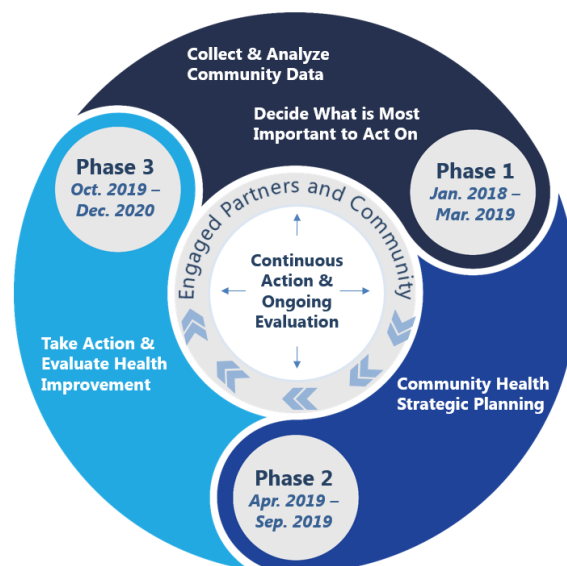 Collect & Analyze
Community Data
Decide What is Most
Important to Act On
Phase 1
Jan. 2018 –
Mar. 2019
Phase 3
Oct. 2019 –
Dec. 2020
Engaged Partners and Community
Continuous
Action &
Ongoing
Evaluation
Take Action &
Evaluate Health
Improvement
Community Health
Strategic Planning
Phase 2
Apr. 2019 –
Sep. 2019